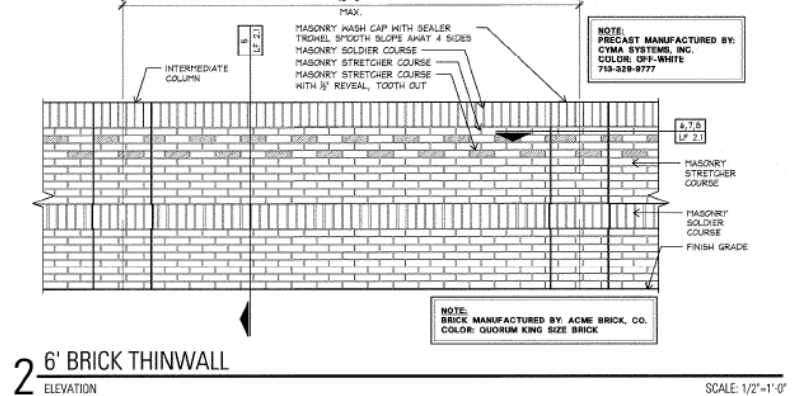 MAX.
MASONRY WASH CAP WITH SEALER
TROWEL SMOOTH SLOPE AWAY 4 SIDES
MASONRY SOLDIER COURSE
MASONRY STRETCHER COURSE
MASONRY STRETCHER COURSE
WITH ½" REVEAL, TOOTH OUT
INTERMEDIATE
COLUMN
6
LF 2.1
NOTE:
PRECAST MANUFACTURED BY:
CYMA SYSTEMS, INC.
COLOR: OFF-WHITE
713-329-9777
6,7,8
LF 2.1
MASONRY
STRETCHER
COURSE
MASONRY
SOLDIER
COURSE
FINISH GRADE
NOTE:
BRICK MANUFACTURED BY: ACME BRICK, CO.
COLOR: QUORUM KING SIZE BRICK
2 6' BRICK THINWALL
ELEVATION
SCALE: 1/2"=1'-0"